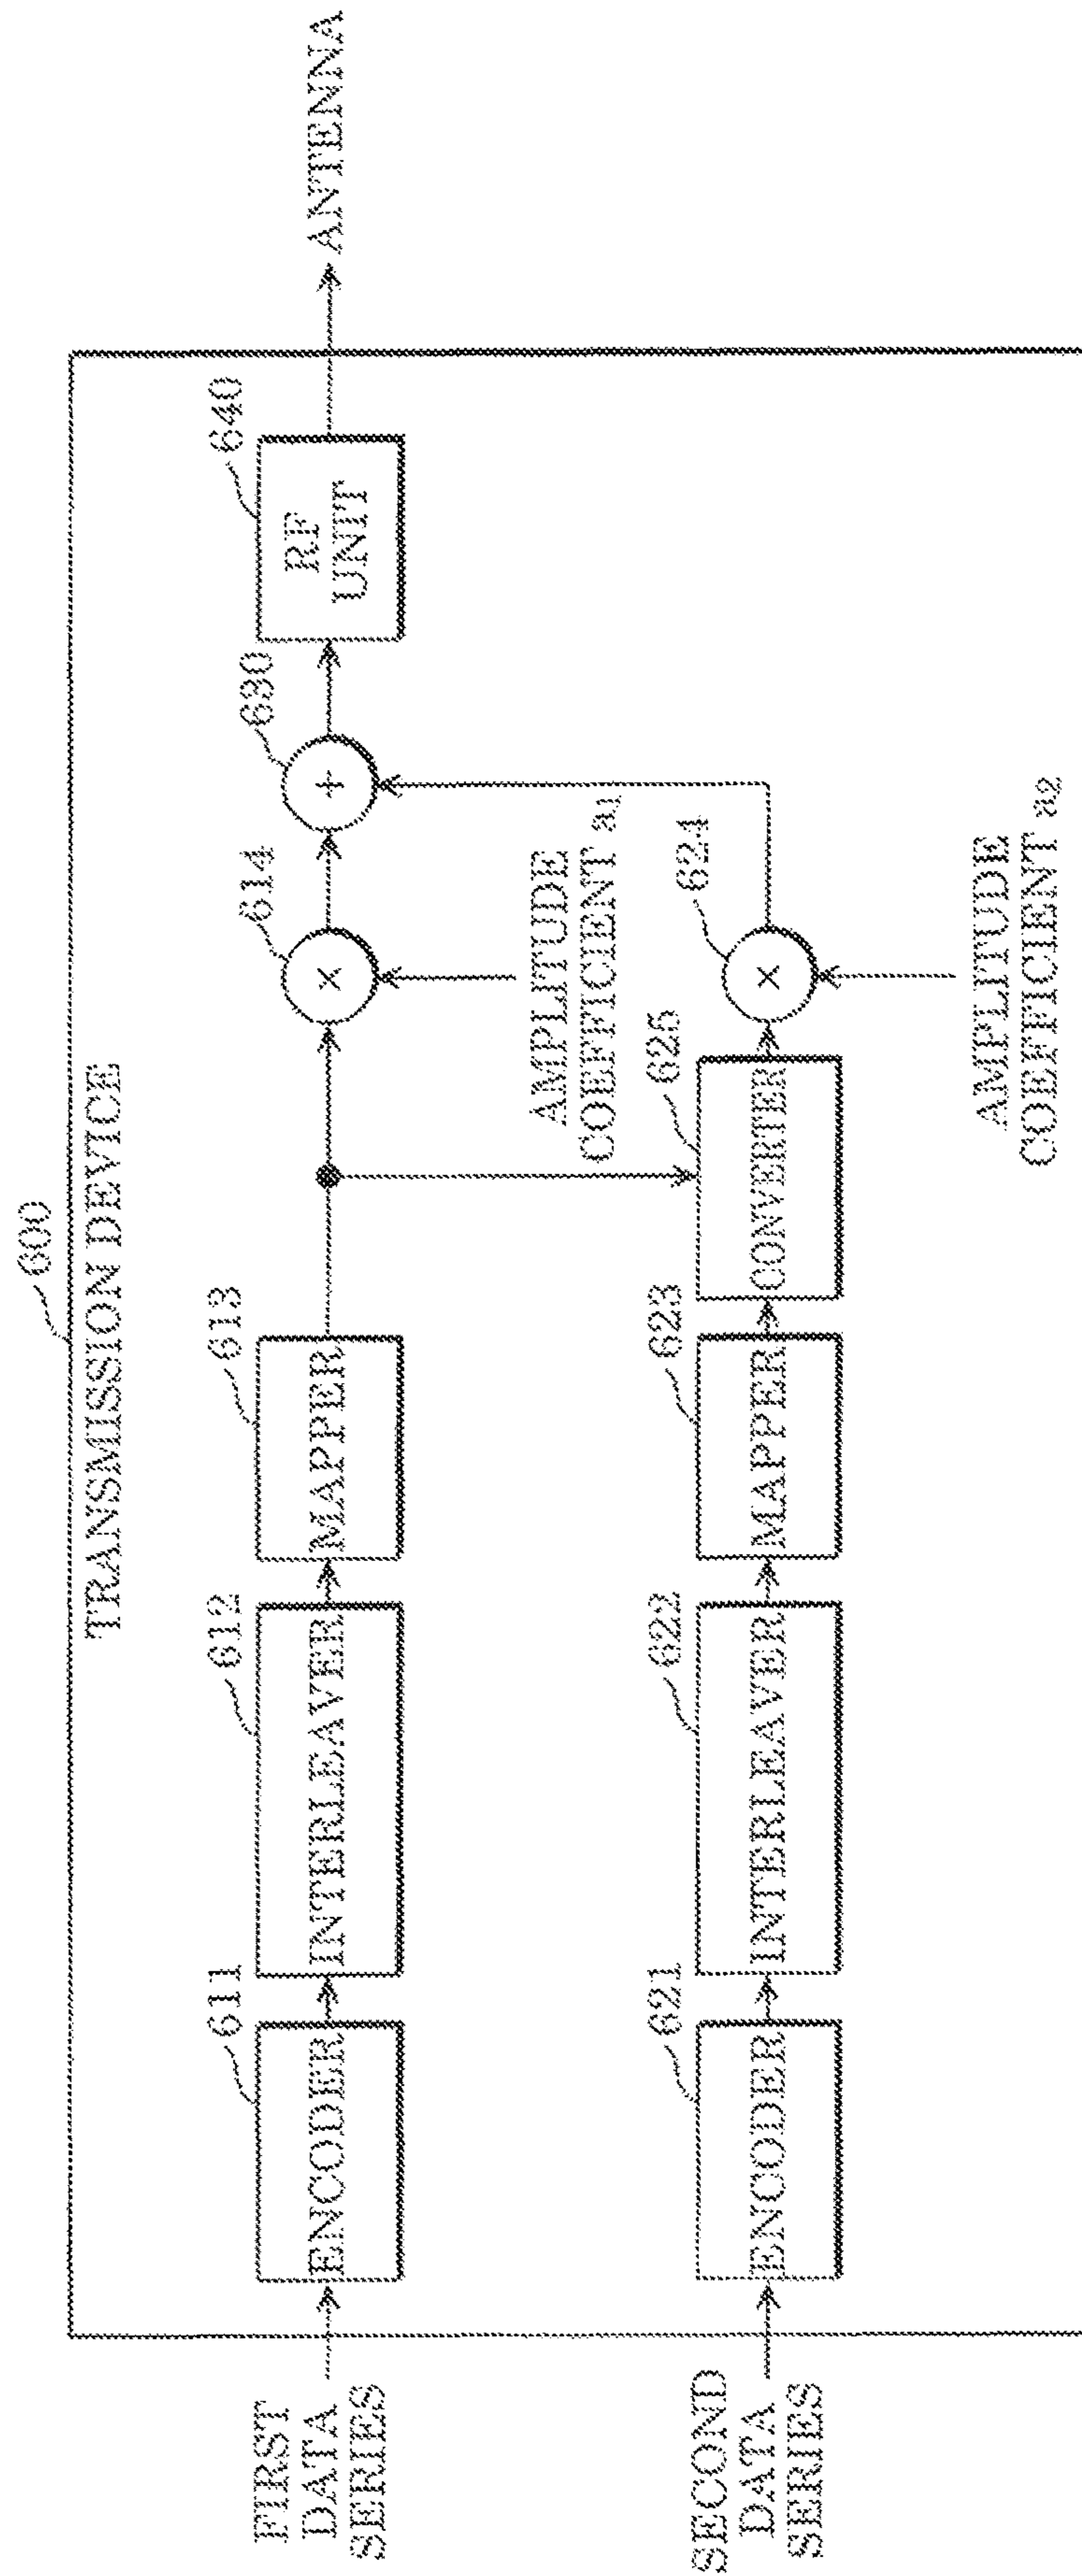 600
TRANSMISSION DEVICE
FIRST
DATA
SERIES
611
ENCODER
612
INTERLEAVER
613
MAPPER
614
×
AMPLITUDE
COEFFICIENT a₁
630
+
640
RF
UNIT
ANTENNA
SECOND
DATA
SERIES
621
ENCODER
622
INTERLEAVER
623
MAPPER
625
CONVERTER
624
×
AMPLITUDE
COEFFICIENT a₂